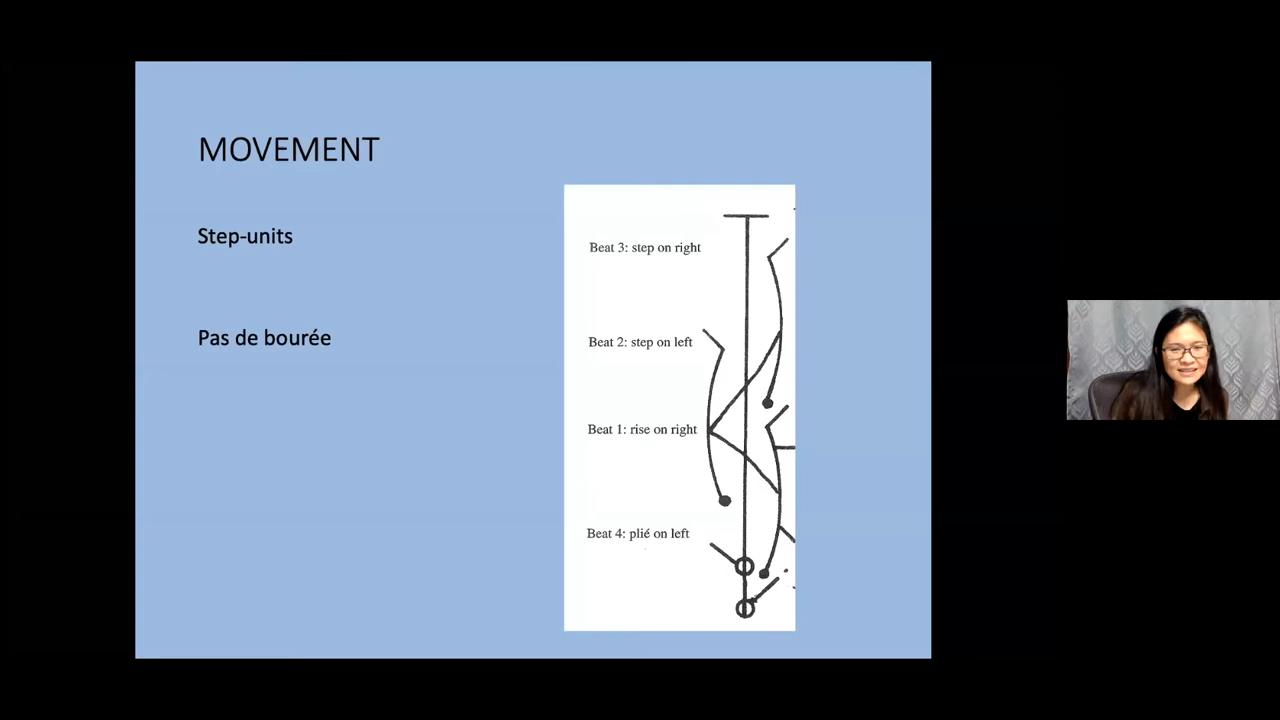 MOVEMENT
Step-units
Pas de bourée
Beat 3: step on right
Beat 2: step on left
Beat 1: rise on right
Beat 4: plié on left